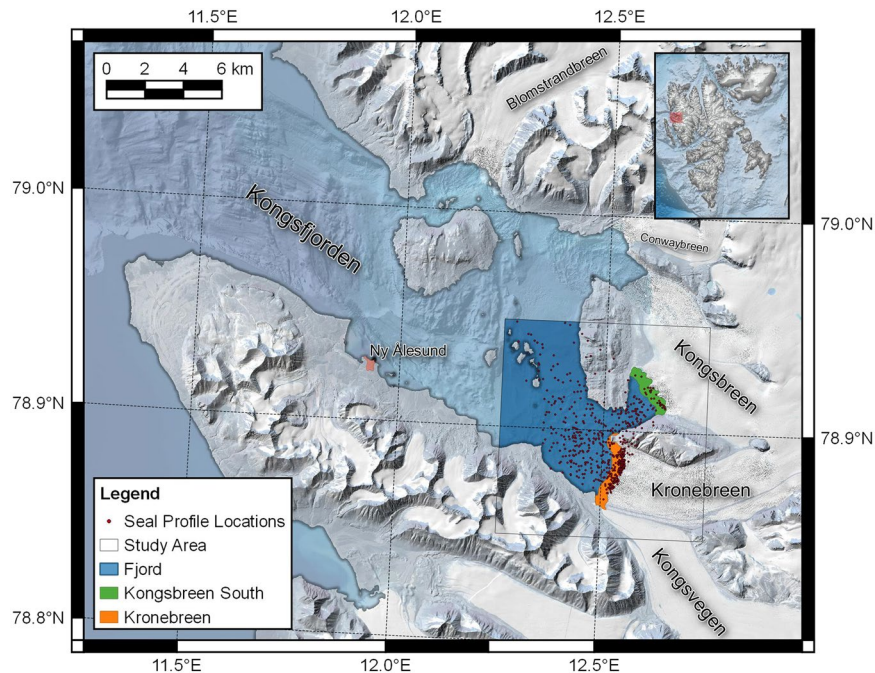 11.5°E 12.0°E 12.5°E
0 2 4 6 km
Blomstrandbreen
79.0°N
Kongsfjorden
79.0°N
Conwaybreen
Ny Ålesund
Kongsbreen
78.9°N
78.9°N
Kronebreen
Legend
Seal Profile Locations
Study Area
Fjord
Kongsbreen South
Kronebreen
Kongsvegen
78.8°N
11.5°E 12.0°E 12.5°E